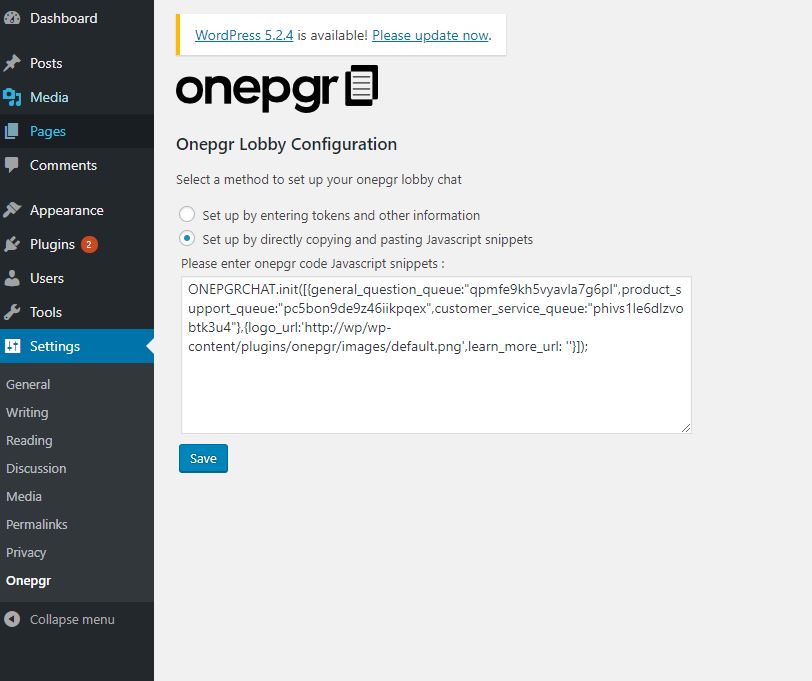 Dashboard
Posts
Media
Pages
Comments
Appearance
Plugins 2
Users
Tools
Settings
General
Writing
Reading
Discussion
Media
Permalinks
Privacy
Onepgr
Collapse menu
WordPress 5.2.4 is available! Please update now.
onepgr
Onepgr Lobby Configuration
Select a method to set up your onepgr lobby chat
Set up by entering tokens and other information
Set up by directly copying and pasting Javascript snippets
Please enter onepgr code Javascript snippets :
ONEPGRCHAT.init([{general_question_queue:"qpmfe9kh5vyavla7g6pl",product_s
upport_queue:"pc5bon9de9z46iikpqex",customer_service_queue:"phivs1le6dlzvo
btk3u4"},{logo_url:'http://wp/wp-
content/plugins/onepgr/images/default.png',learn_more_url: ''}]);
Save